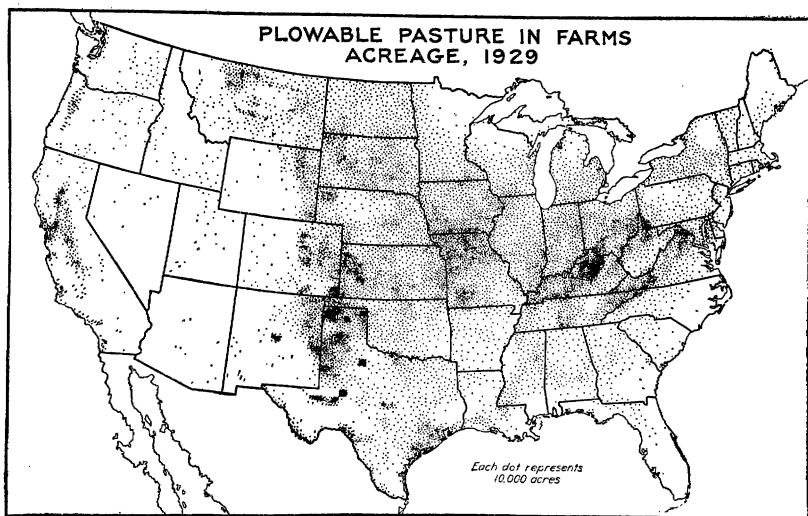 PLOWABLE PASTURE IN FARMS
ACREAGE, 1929
Each dot represents
10,000 acres